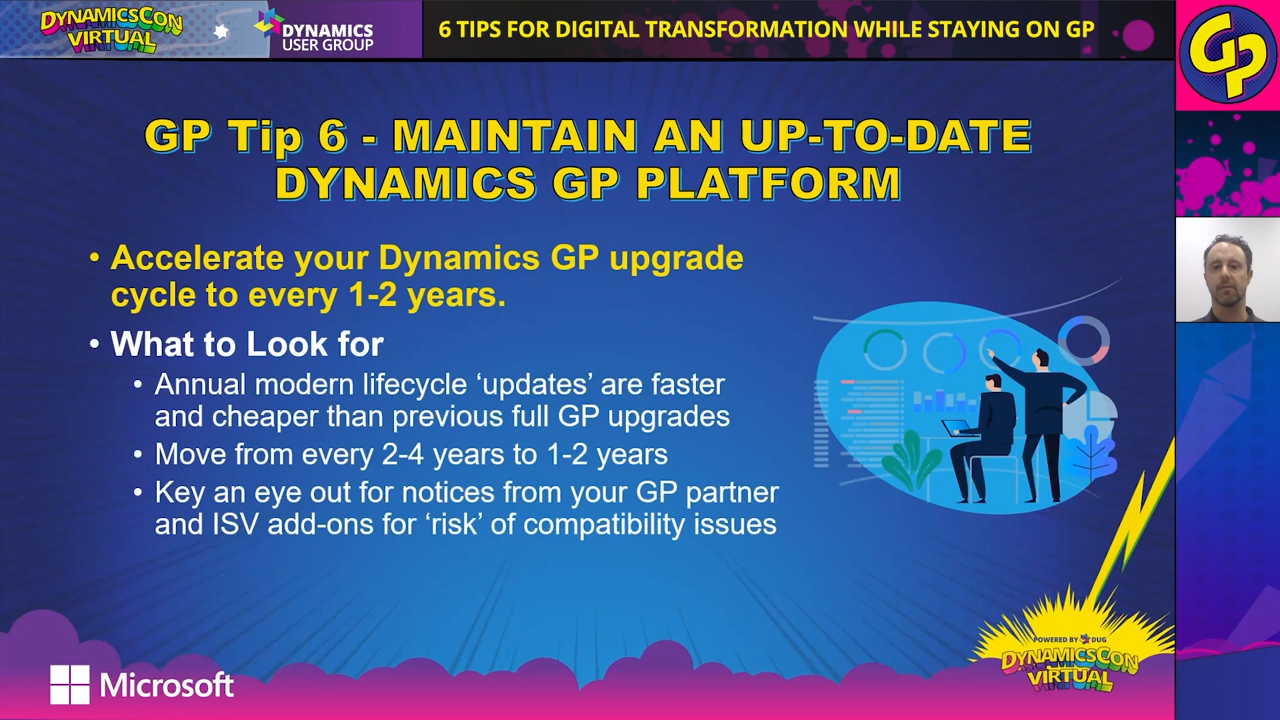 DYNAMICSCON
VIRTUAL
DYNAMICS
USER GROUP
6 TIPS FOR DIGITAL TRANSFORMATION WHILE STAYING ON GP
GP
GP Tip 6 - MAINTAIN AN UP-TO-DATE
DYNAMICS GP PLATFORM
• Accelerate your Dynamics GP upgrade
cycle to every 1-2 years.
• What to Look for
• Annual modern lifecycle ‘updates’ are faster
and cheaper than previous full GP upgrades
• Move from every 2-4 years to 1-2 years
• Key an eye out for notices from your GP partner
and ISV add-ons for ‘risk’ of compatibility issues
Microsoft
POWERED BY DUG
DYNAMICSCON
VIRTUAL